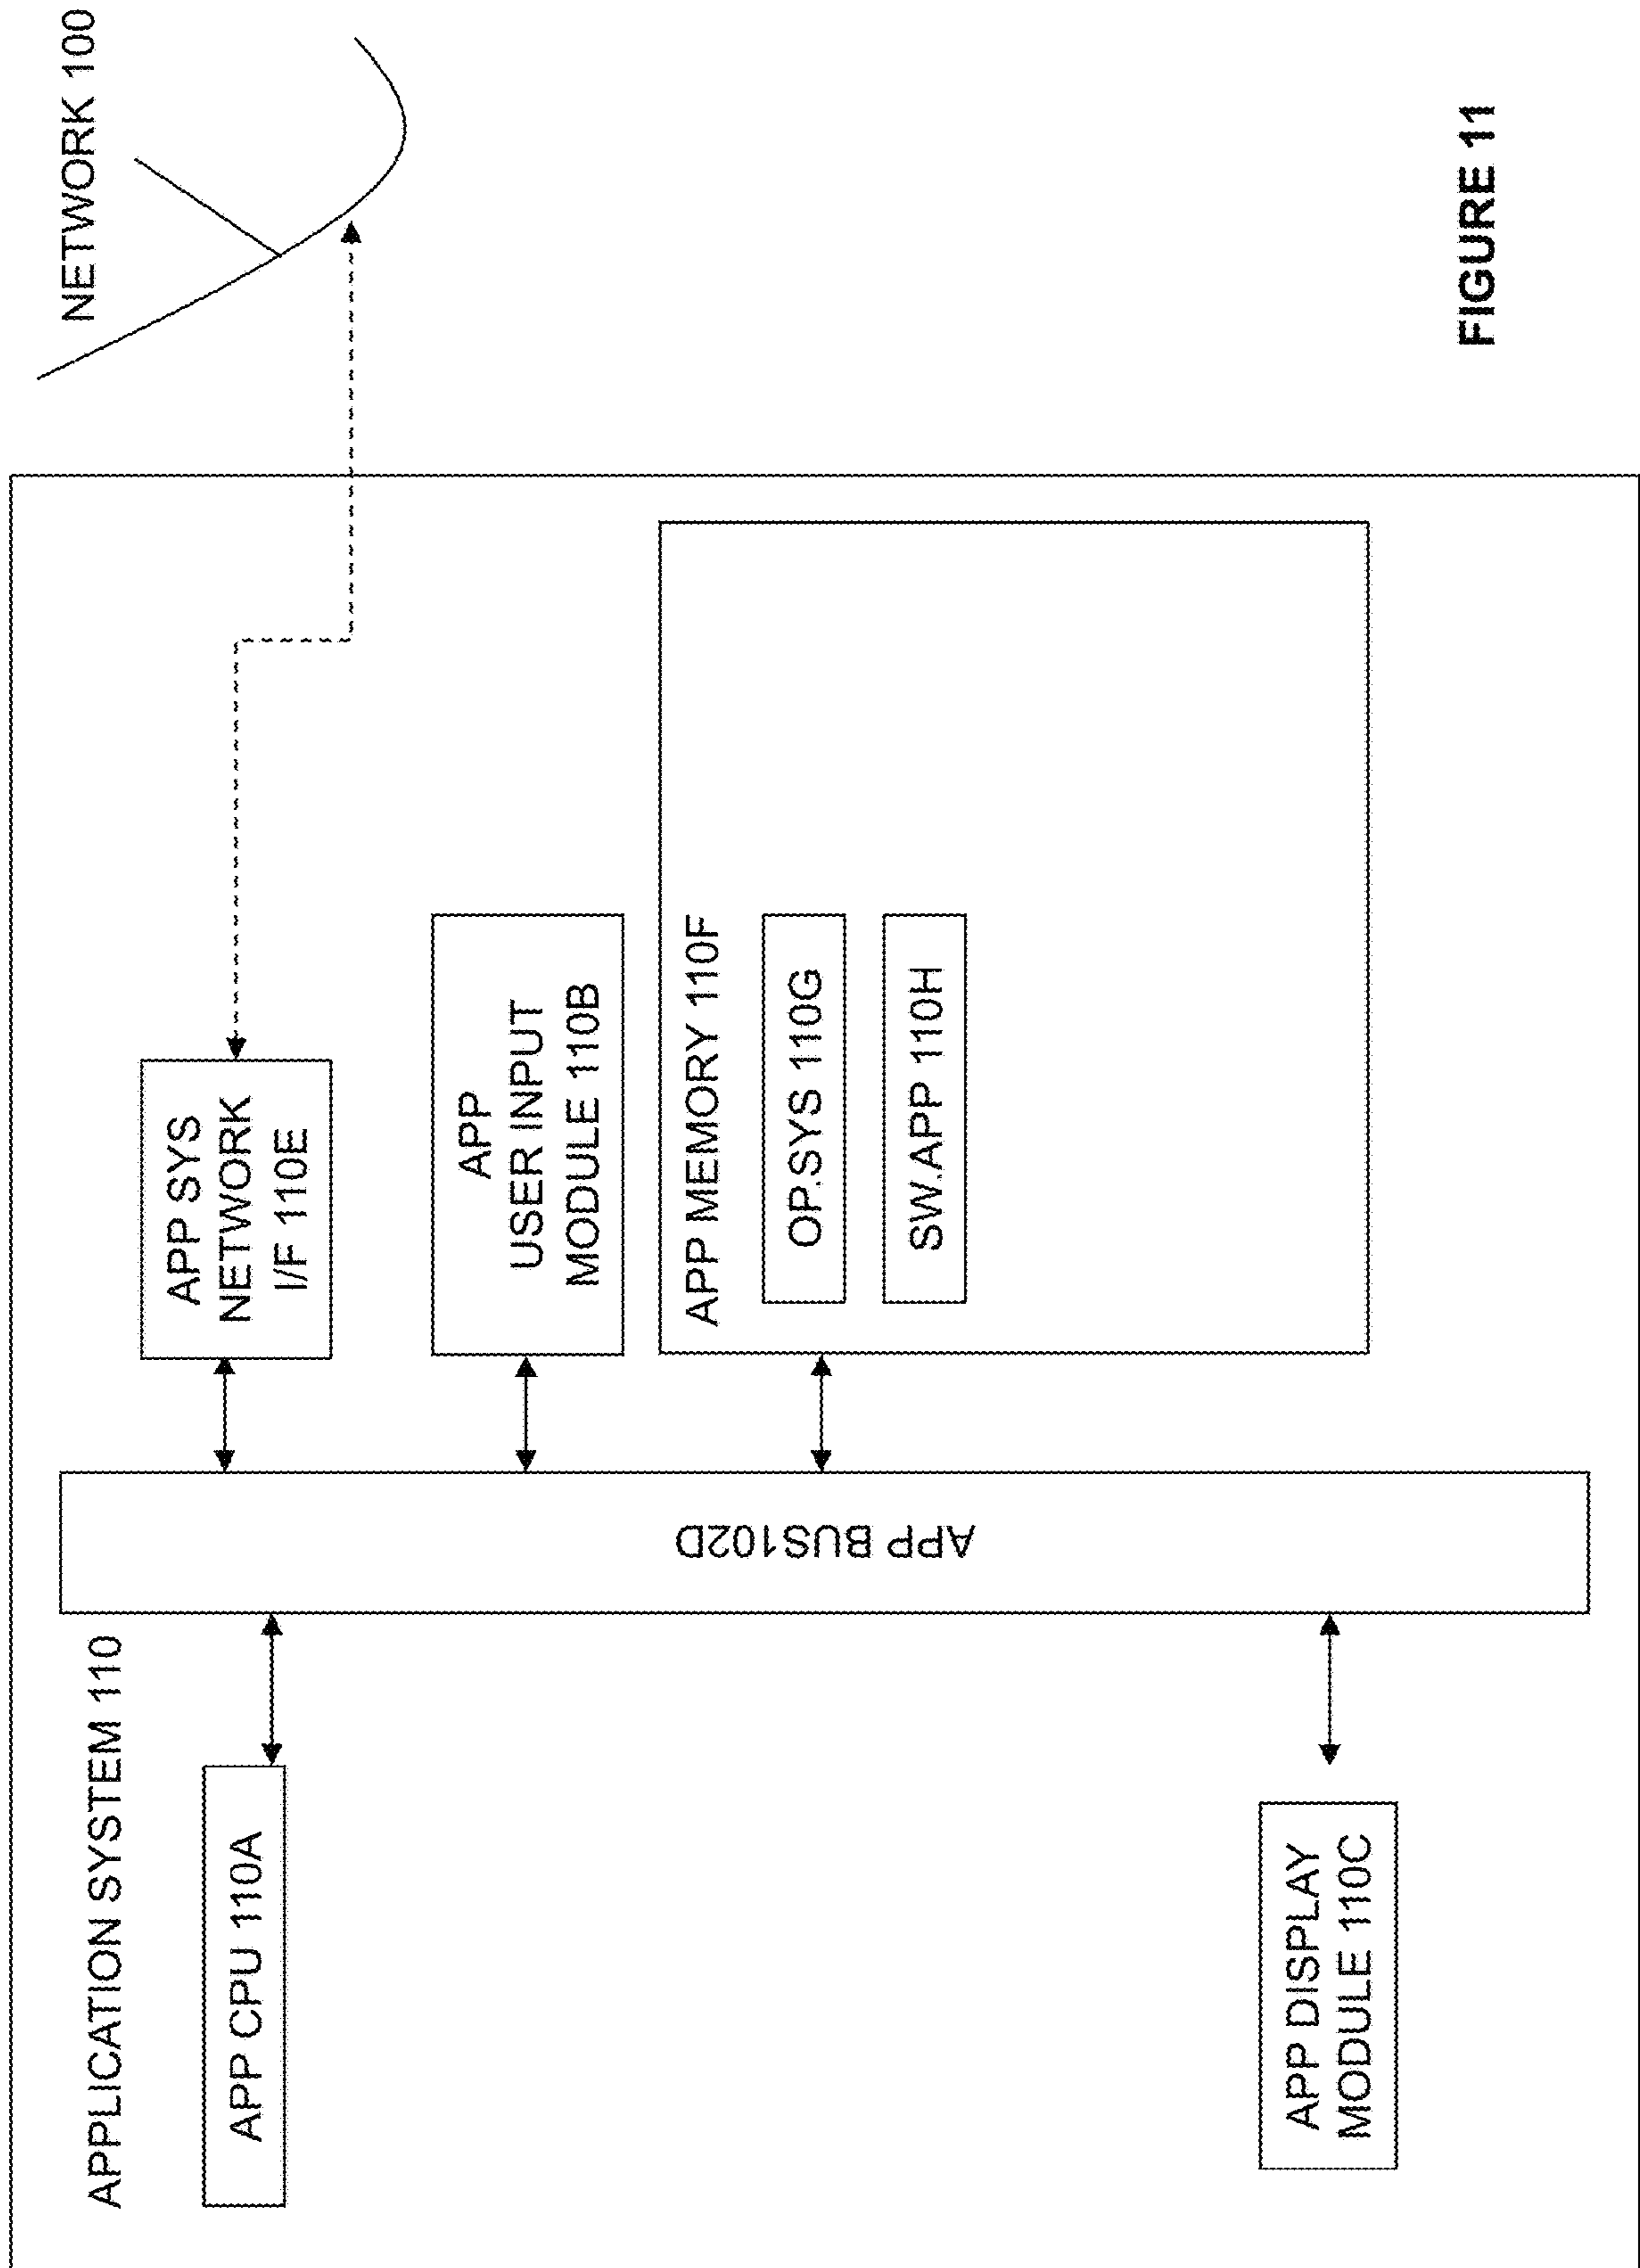 NETWORK 100
APPLICATION SYSTEM 110
APP CPU 110A
APP DISPLAY
MODULE 110C
APP BUS102D
APP SYS
NETWORK
I/F 110E
APP
USER INPUT
MODULE 110B
APP MEMORY 110F
OP.SYS 110G
SW.APP 110H
FIGURE 11